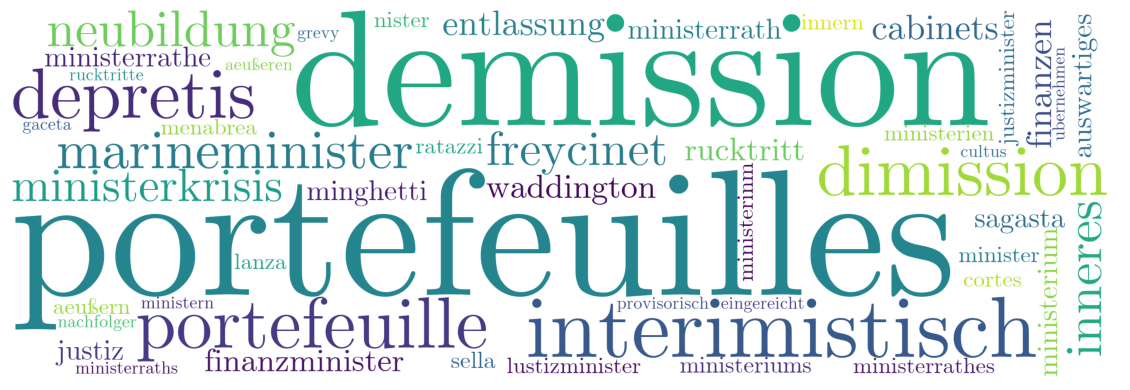 neubildung
grevy
nister
entlassung
ministerrath
innern
cabinets
ministerrathe
rucktritte
aeußeren
demission
justizminister
finanzen
ubernehmen
auswartiges
depretis
gaceta
menabrea
ministerien
marineminister
ratazzi
freycinet
rucktritt
cultus
dimission
ministerkrisis
minghetti
waddington
ministerinm
portefeuilles
lanza
sagasta
minister
cortes
ministerium
inneres
aeußern
ministern
nachfolger
portefeuille
provisorisch
eingereicht
interimistisch
justiz
ministerraths
finanzminister
sella
lustizminister
ministeriums
ministerrathes